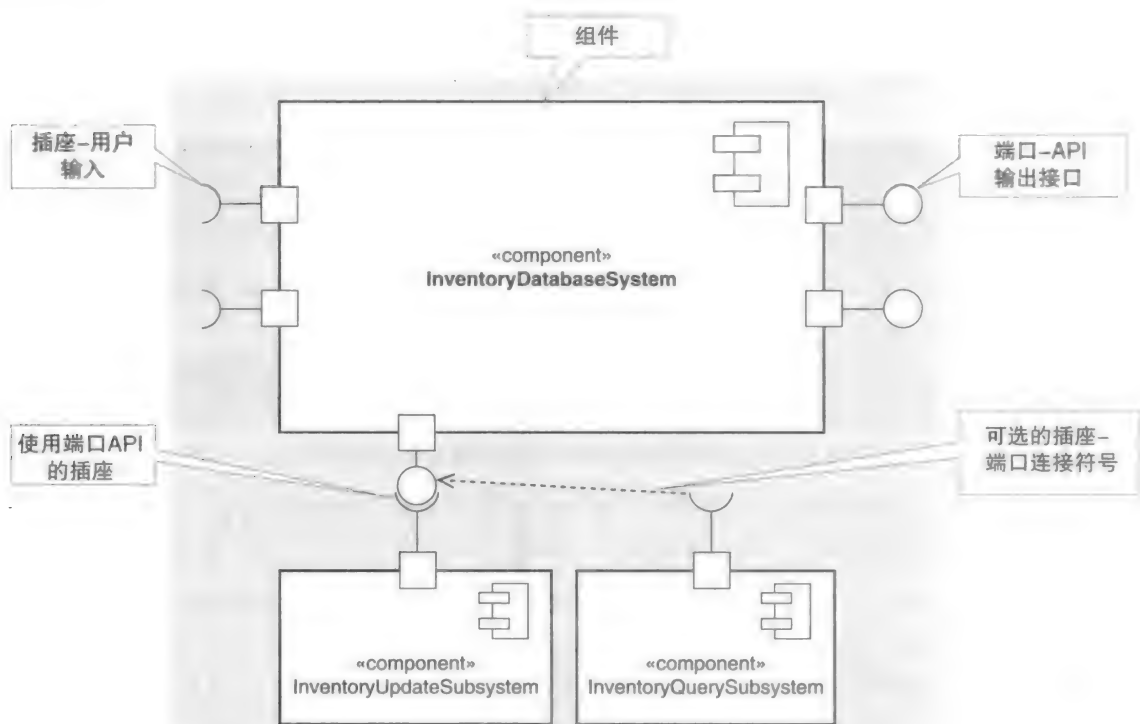 组件
插座-用户
输入
端口-API
输出接口
«component»
InventoryDatabaseSystem
使用端口API
的插座
可选的插座-
端口连接符号
«component»
InventoryUpdateSubsystem
«component»
InventoryQuerySubsystem